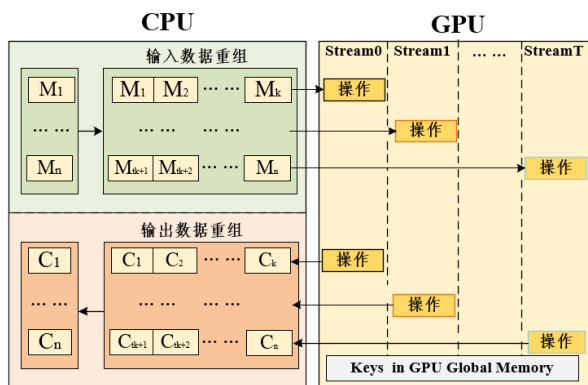 CPU
GPU
输入数据重组
Stream0 Stream1 … … StreamT
M1 M1 M2 … … Mk 操作
… … … … … 操作
Mn Mtk+1 Mtk+2 … … Mn 操作
输出数据重组
C1 C1 C2 … … Ck 操作
… … … … … 操作
Cn Ctk+1 Ctk+2 … … Cn 操作
Keys in GPU Global Memory